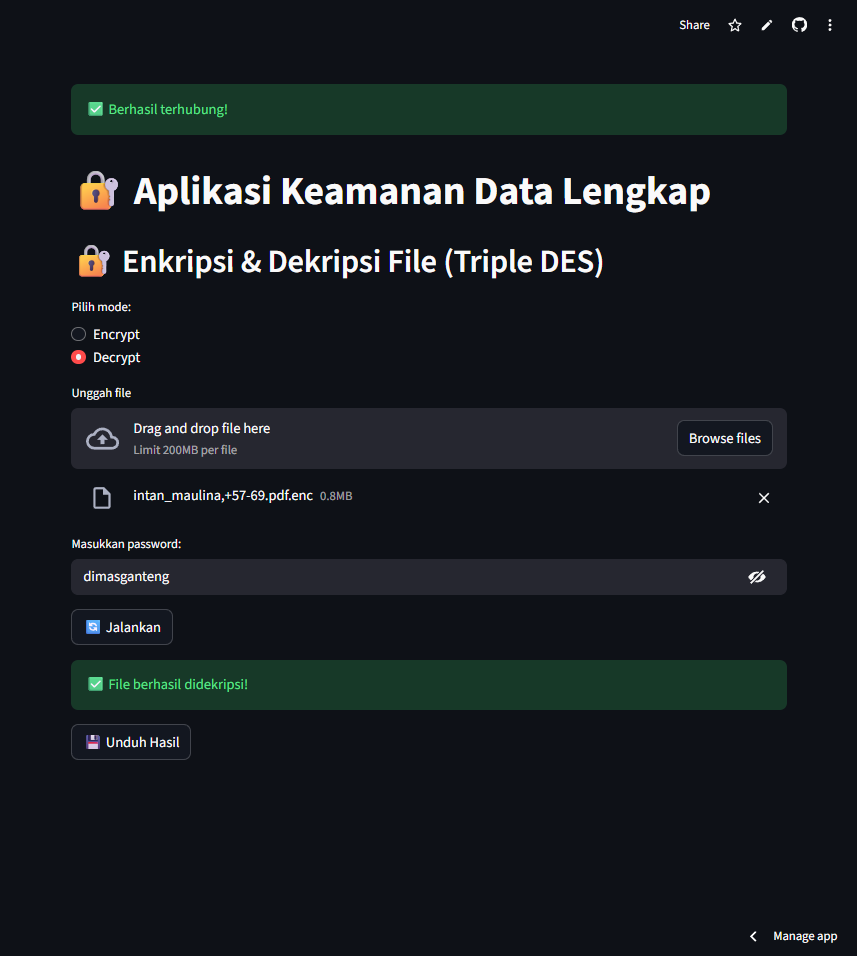 Share
✅ Berhasil terhubung!
🔐 Aplikasi Keamanan Data Lengkap
🔐 Enkripsi & Dekripsi File (Triple DES)
Pilih mode:
Encrypt
Decrypt
Unggah file
Drag and drop file here
Limit 200MB per file
Browse files
intan_maulina,+57-69.pdf.enc 0.8MB
Masukkan password:
dimasganteng
🔄 Jalankan
✅ File berhasil didekripsi!
💾 Unduh Hasil
Manage app